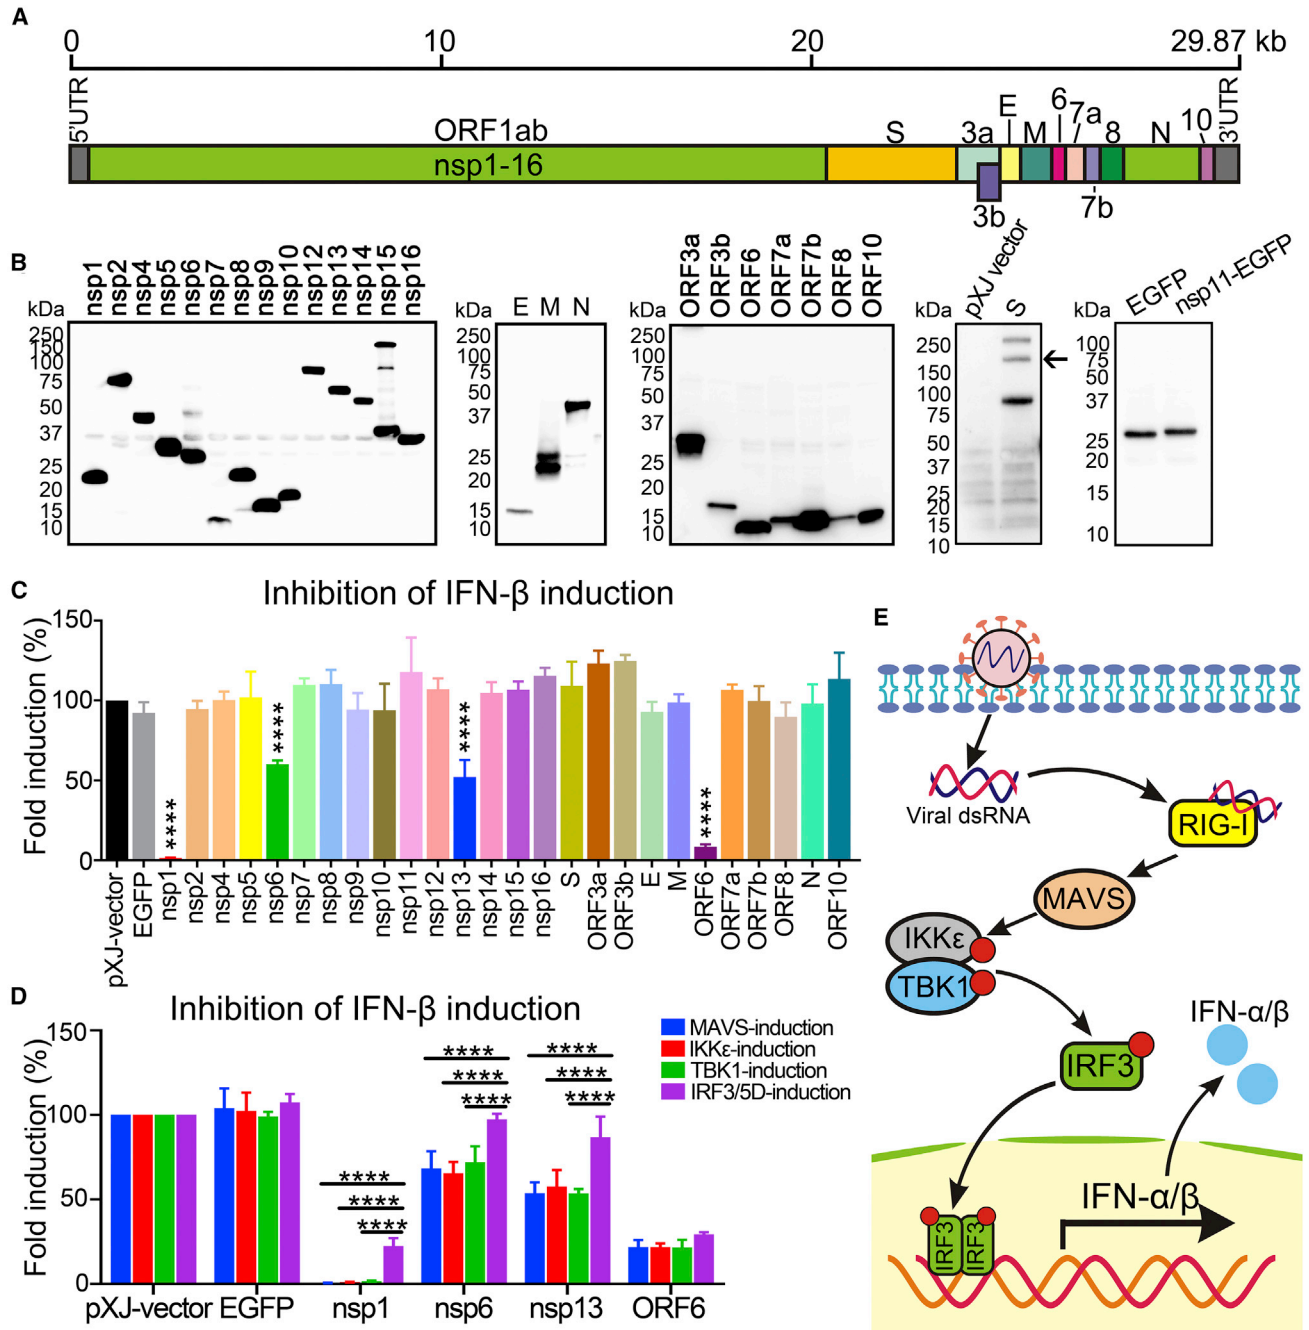 A
0 10 20 29.87 kb
5'UTR ORF1ab S 3a E M 6 7a 8 N 10 3'UTR
nsp1-16
3b 7b
B
kDa nsp1 nsp2 nsp4 nsp5 nsp6 nsp7 nsp8 nsp9 nsp10 nsp12 nsp13 nsp14 nsp15 nsp16
250
150
100
75
50
37
25
20
15
10
kDa E M N
250
150
100
75
50
37
25
20
15
10
kDa ORF3a ORF3b ORF6 ORF7a ORF7b ORF8 ORF10
250
150
100
75
50
37
25
20
15
10
kDa pXJ vector S
250
150
100
75
50
37
25
20
15
10
kDa EGFP nsp11-EGFP
100
75
50
37
25
20
15
10
C
Inhibition of IFN-β induction
Fold induction (%)
150
100
50
0
**** **** **** ****
pXJ-vector EGFP nsp1 nsp2 nsp4 nsp5 nsp6 nsp7 nsp8 nsp9 nsp10 nsp11 nsp12 nsp13 nsp14 nsp15 nsp16 S ORF3a ORF3b E M ORF6 ORF7a ORF7b ORF8 N ORF10
D
Inhibition of IFN-β induction
Fold induction (%)
150
100
50
0
MAVS-induction
IKKε-induction
TBK1-induction
IRF3/5D-induction
****
****
****
****
****
****
****
****
****
pXJ-vector EGFP nsp1 nsp6 nsp13 ORF6
E
Viral dsRNA
RIG-I
MAVS
IKKε
TBK1
IRF3
IFN-α/β
IFN-α/β
IRF3 IRF3